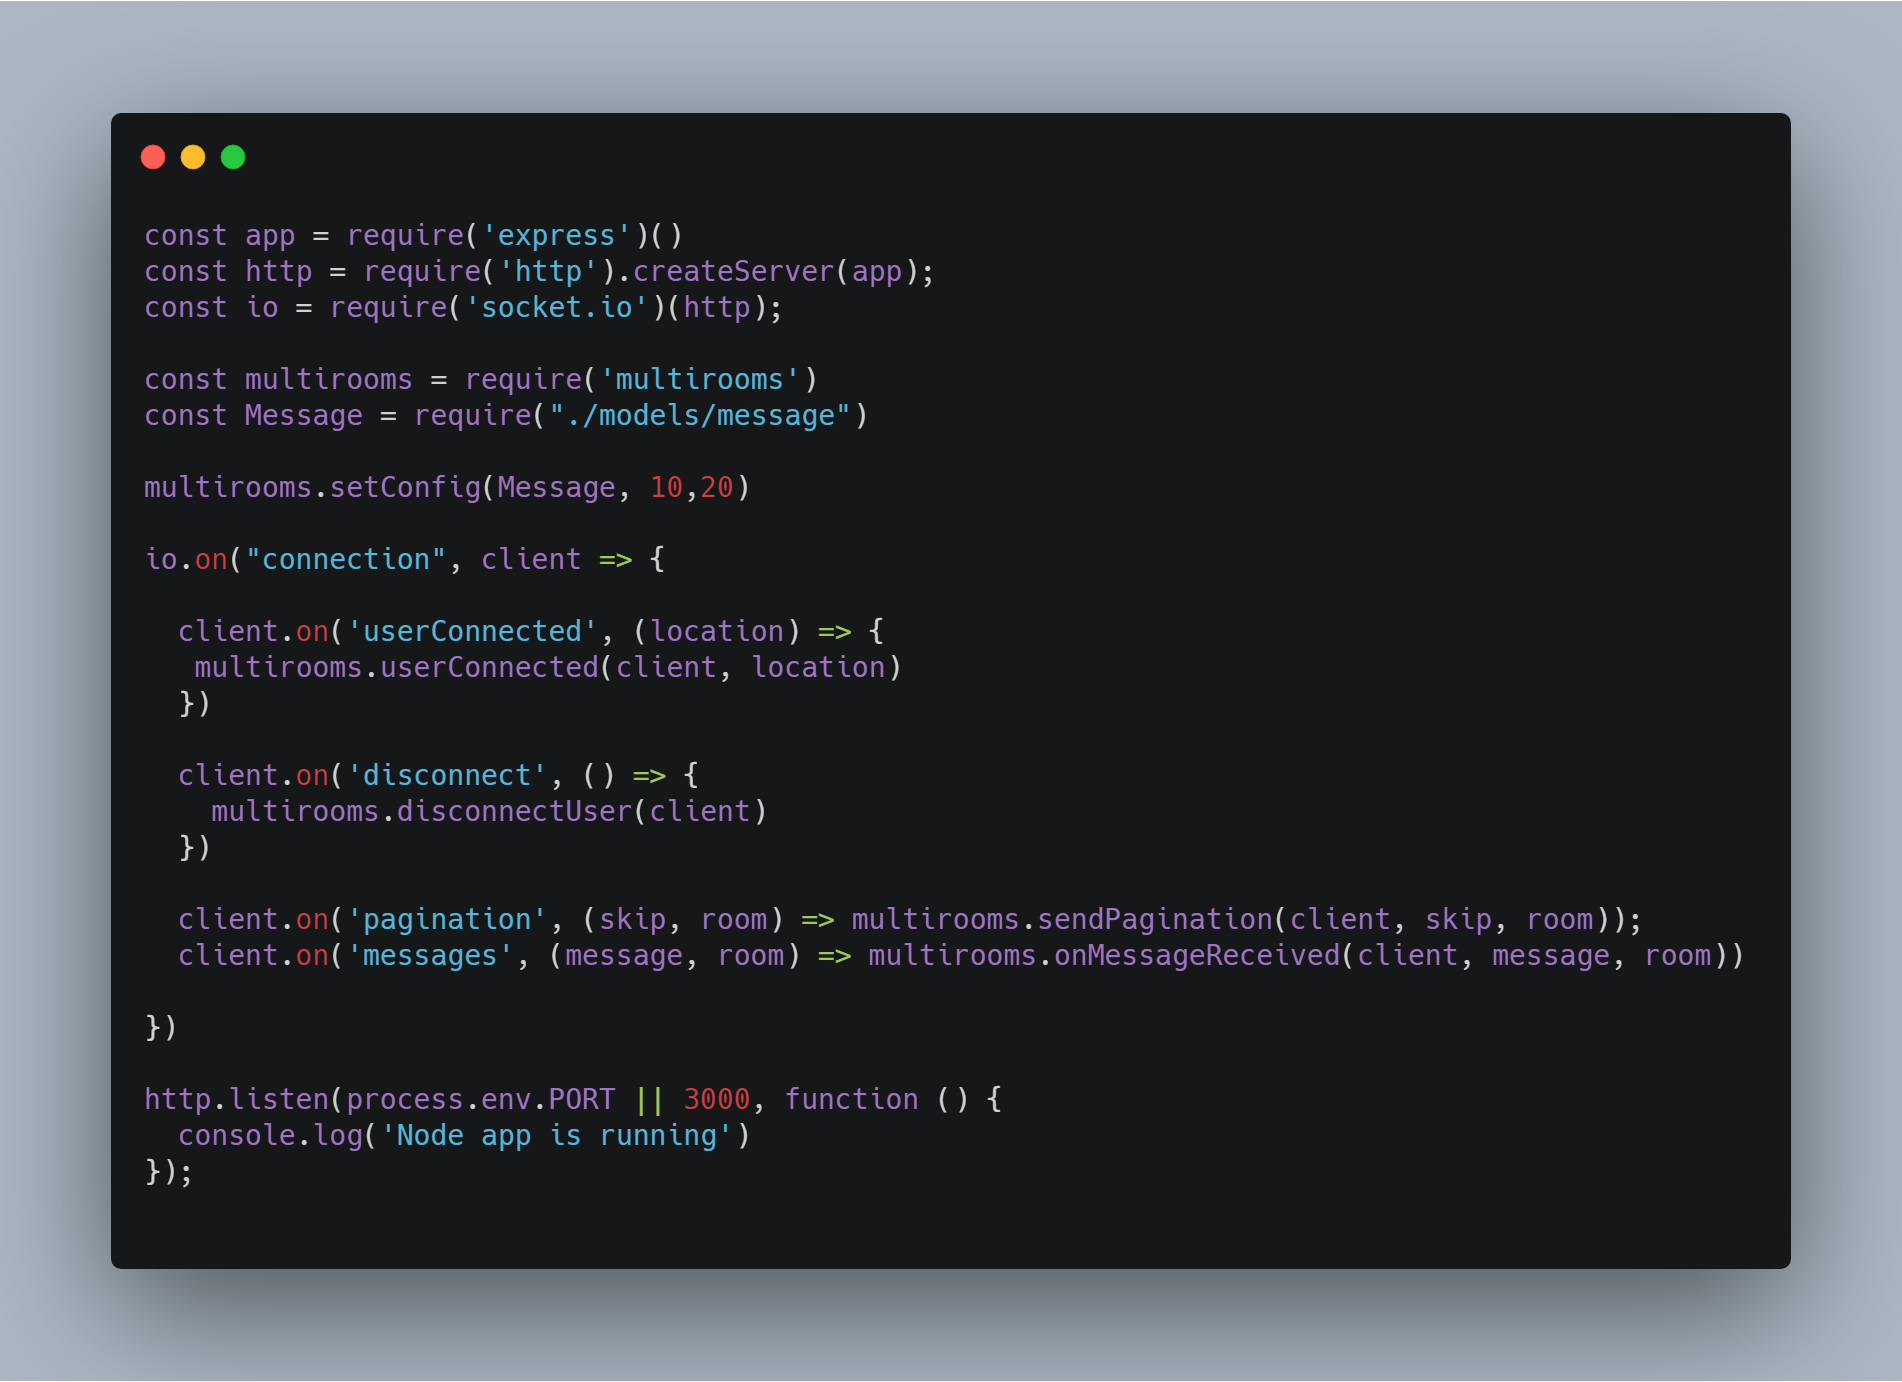 const app = require('express')()
const http = require('http').createServer(app);
const io = require('socket.io')(http);

const multirooms = require('multirooms')
const Message = require("./models/message")

multirooms.setConfig(Message, 10,20)

io.on("connection", client => {

  client.on('userConnected', (location) => {
   multirooms.userConnected(client, location)
  })

  client.on('disconnect', () => {
    multirooms.disconnectUser(client)
  })

  client.on('pagination', (skip, room) => multirooms.sendPagination(client, skip, room));
  client.on('messages', (message, room) => multirooms.onMessageReceived(client, message, room))

})

http.listen(process.env.PORT || 3000, function () {
  console.log('Node app is running')
});